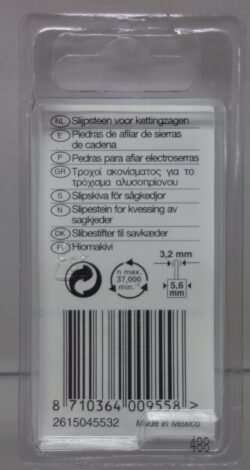 NL Slijpsteen voor kettingzagen
E Piedras de afilar de sierras
de cadena
P Pedras para afiar electroserras
GR Τροχοί ακονίσματος για το
τρόχισμα αλυσοπρίονου
S Slipskiva för sågkedjor
N Slipestein for kvessing av
sagkjeder
DK Slibestifter til savkæder
FI Hiomakivi
3,2 mm
n max.
37,000
min.⁻¹
5,6
mm
8 710364 009558 >
2615045532 Made in Mexico
488